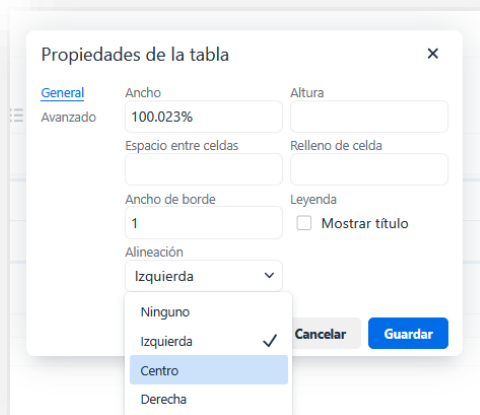 Propiedades de la tabla
General
Avanzado
Ancho
Altura
100.023%
Espacio entre celdas
Relleno de celda
Ancho de borde
Leyenda
1
Mostrar título
Alineación
Izquierda
Ninguno
Izquierda
Centro
Derecha
Cancelar
Guardar